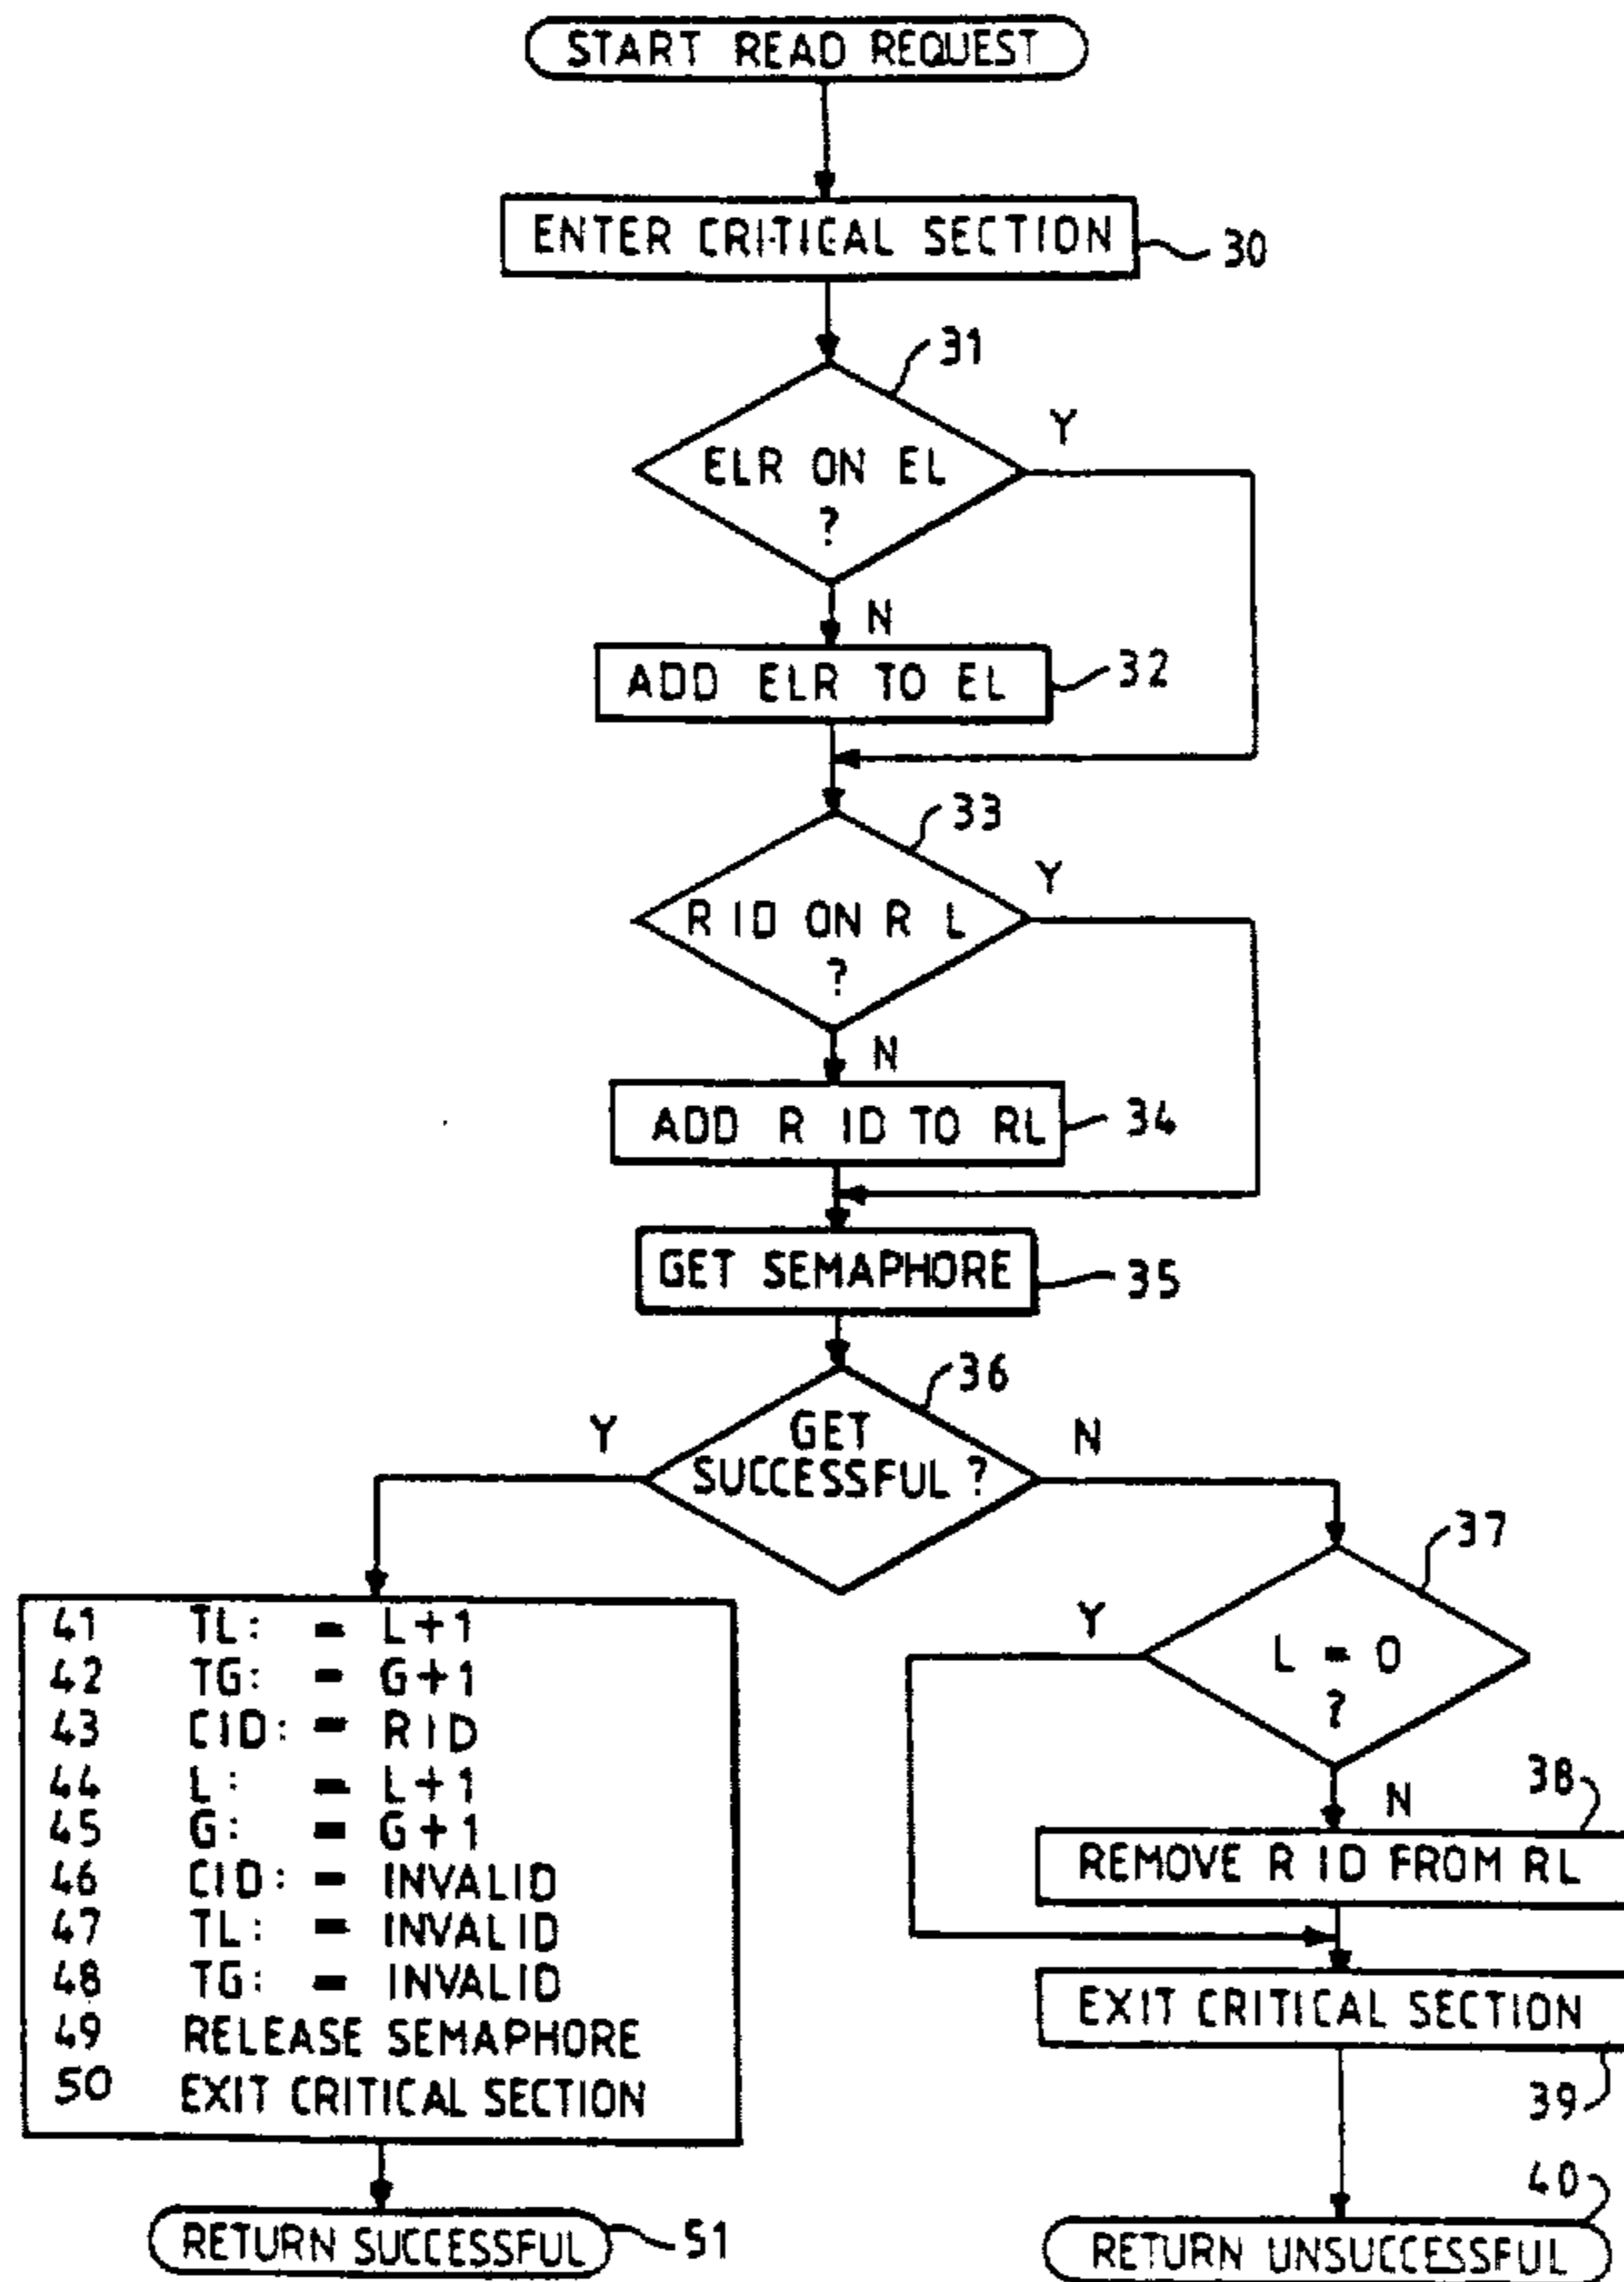 START READ REQUEST
ENTER CRITICAL SECTION
30
31
ELR ON EL
?
Y
N
ADD ELR TO EL
32
33
R ID ON R L
?
Y
N
ADD R ID TO RL
34
GET SEMAPHORE
35
36
GET
SUCCESSFUL ?
Y
N
37
L = 0
?
Y
N
38
REMOVE R ID FROM RL
EXIT CRITICAL SECTION
39
40
RETURN UNSUCCESSFUL
41 TL: = L+1
42 TG: = G+1
43 CID: = RID
44 L: = L+1
45 G: = G+1
46 CID: = INVALID
47 TL: = INVALID
48 TG: = INVALID
49 RELEASE SEMAPHORE
50 EXIT CRITICAL SECTION
RETURN SUCCESSFUL
51